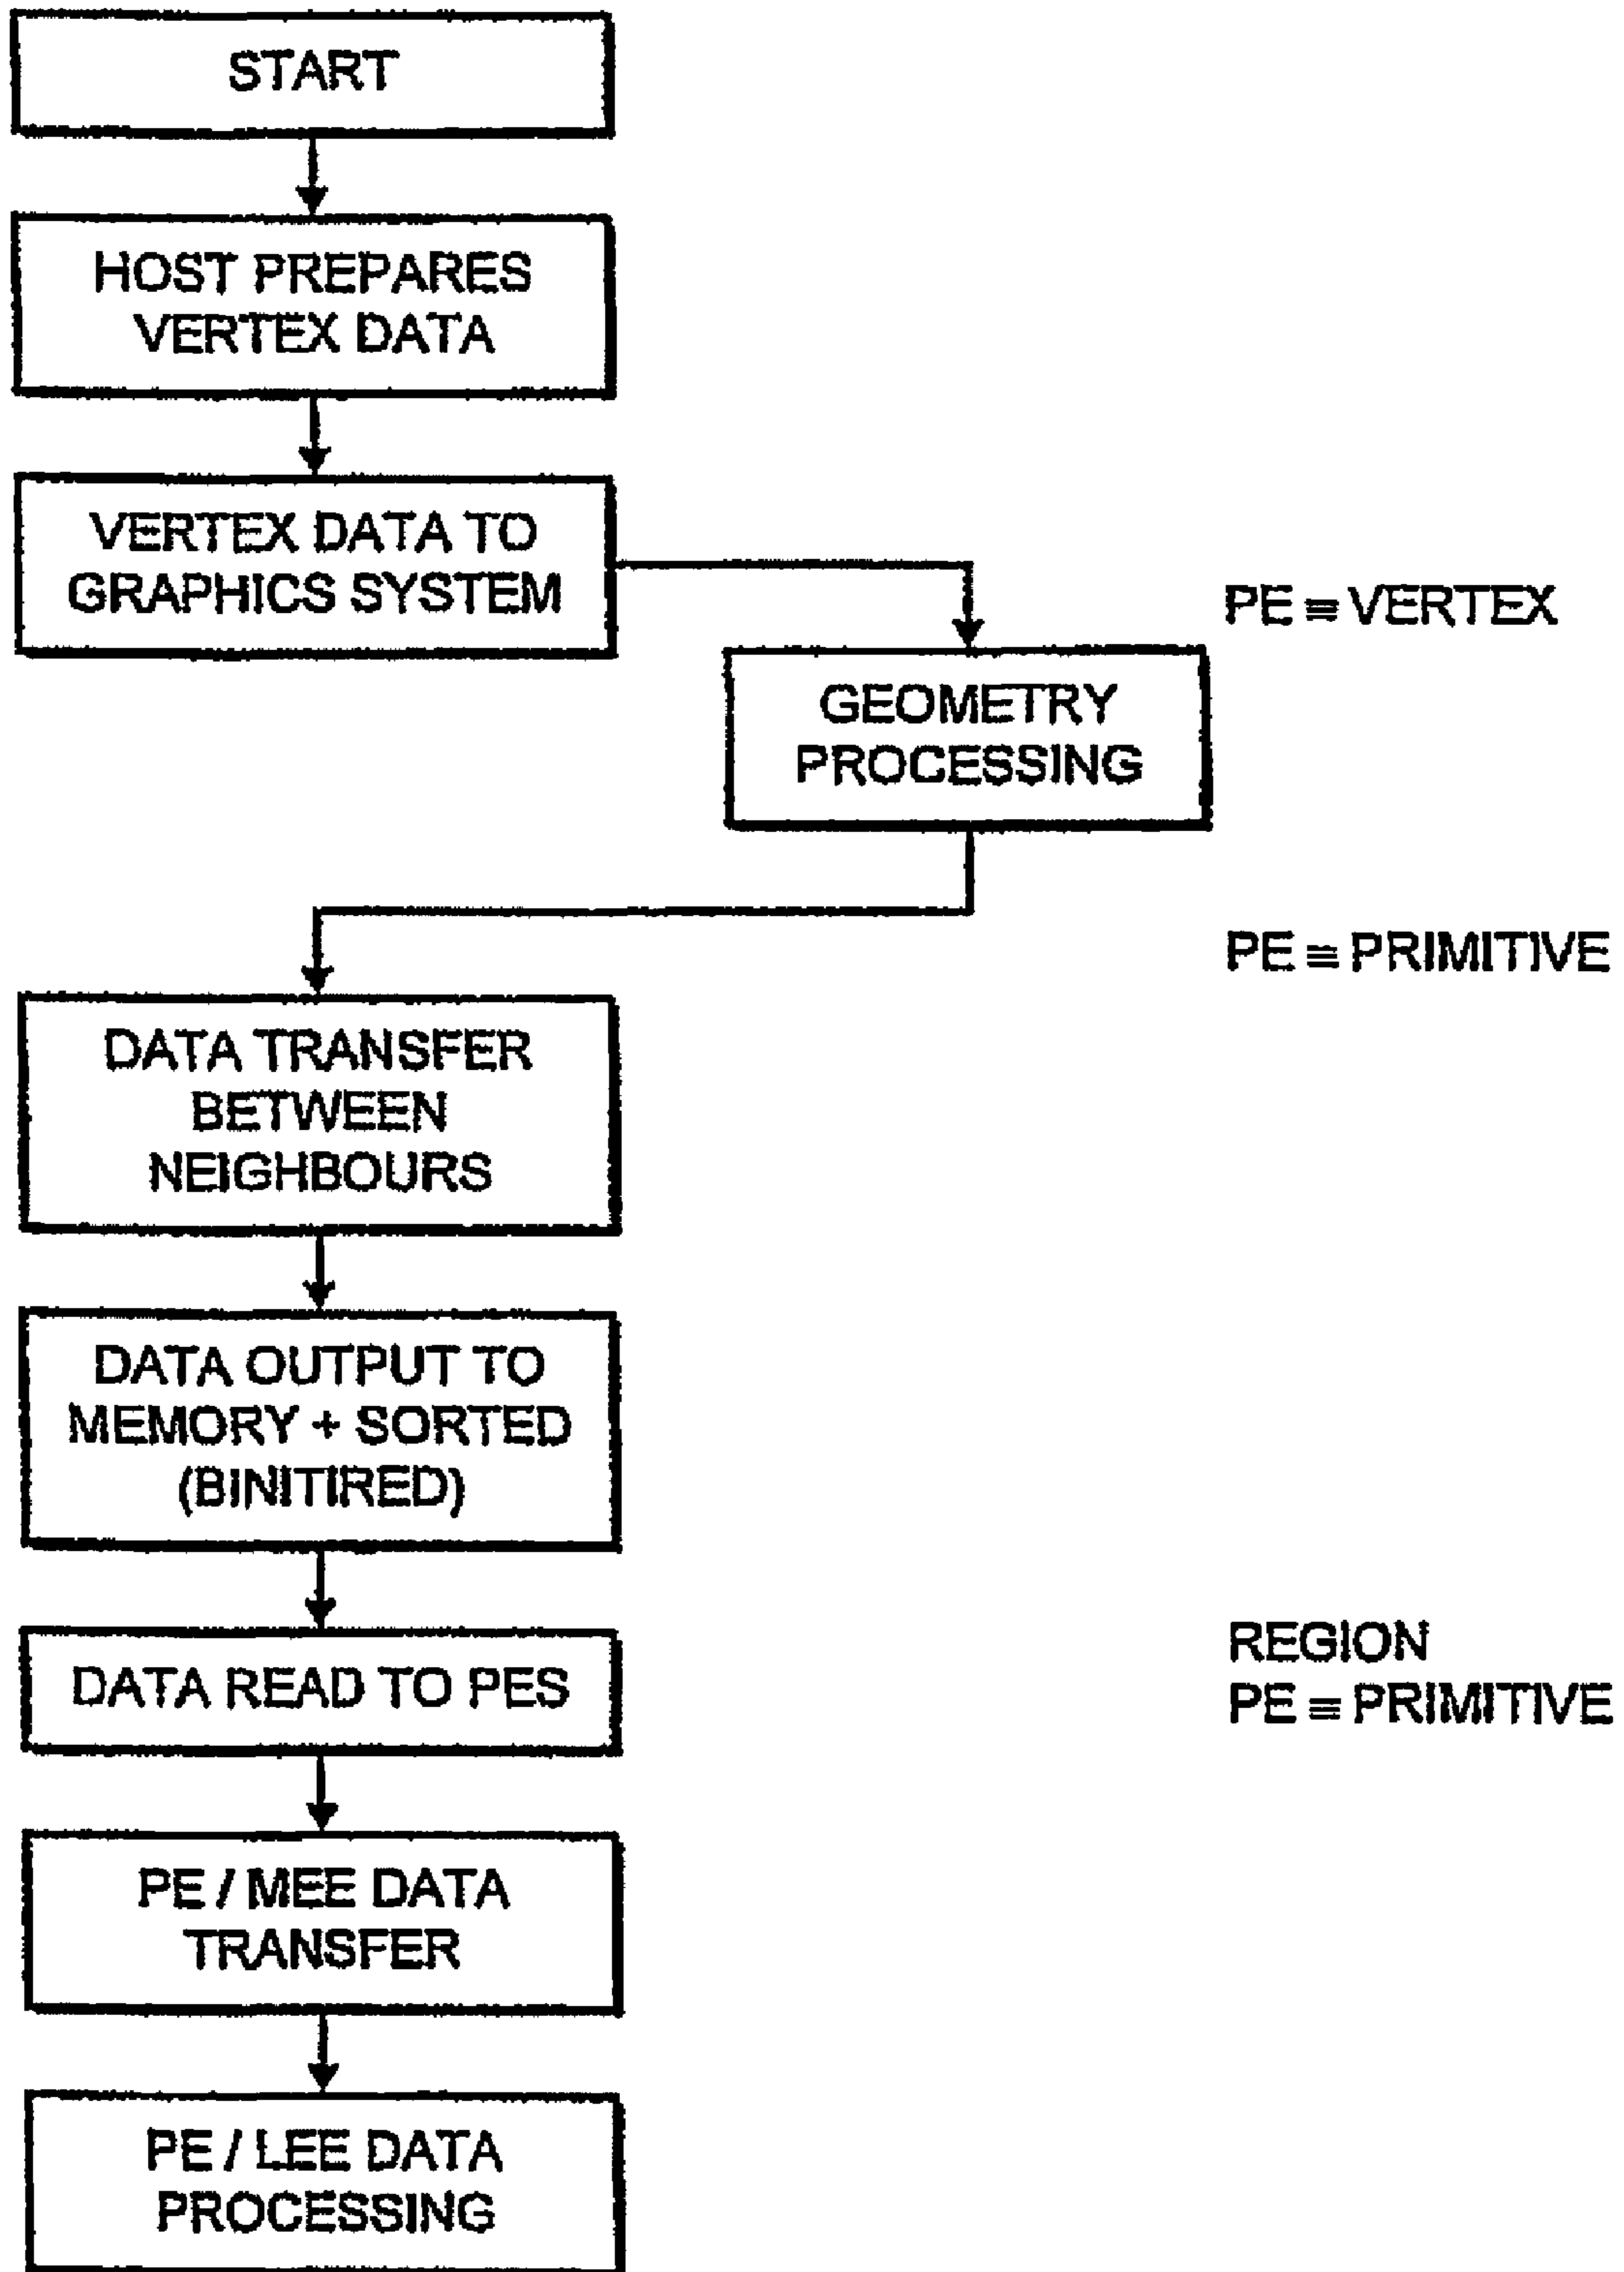 START
HOST PREPARES
VERTEX DATA
VERTEX DATA TO
GRAPHICS SYSTEM
PE ≡ VERTEX
GEOMETRY
PROCESSING
PE ≡ PRIMITIVE
DATA TRANSFER
BETWEEN
NEIGHBOURS
DATA OUTPUT TO
MEMORY + SORTED
(BINITIRED)
DATA READ TO PES
REGION
PE ≡ PRIMITIVE
PE / MEE DATA
TRANSFER
PE / LEE DATA
PROCESSING